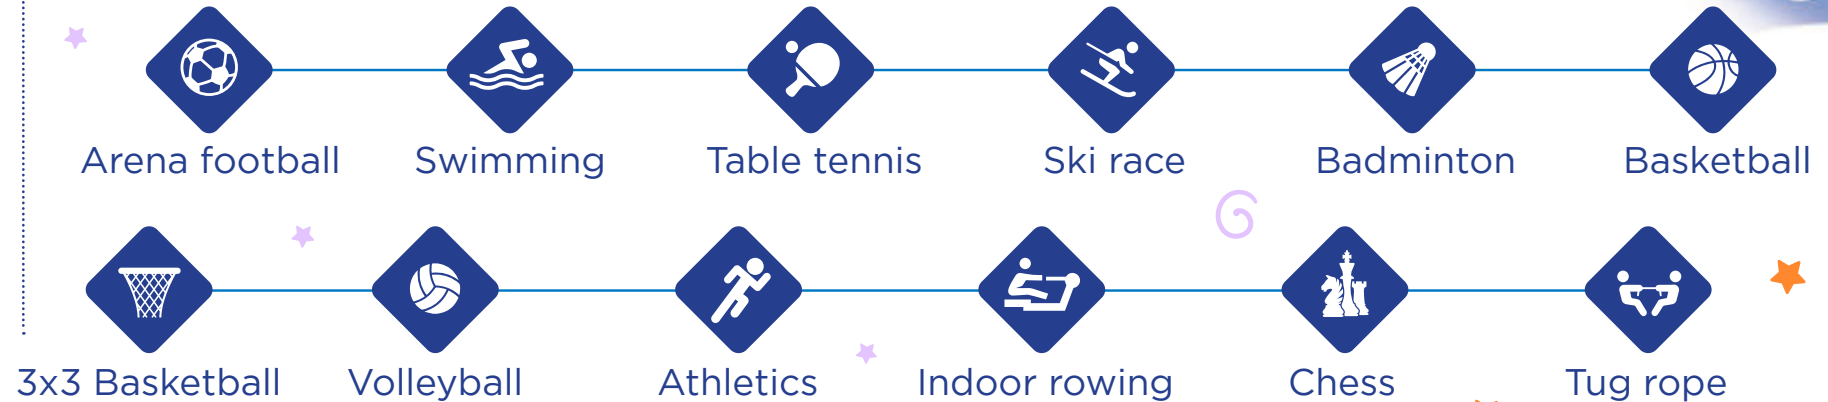 Arena football Swimming Table tennis Ski race Badminton Basketball
3x3 Basketball Volleyball Athletics Indoor rowing Chess Tug rope